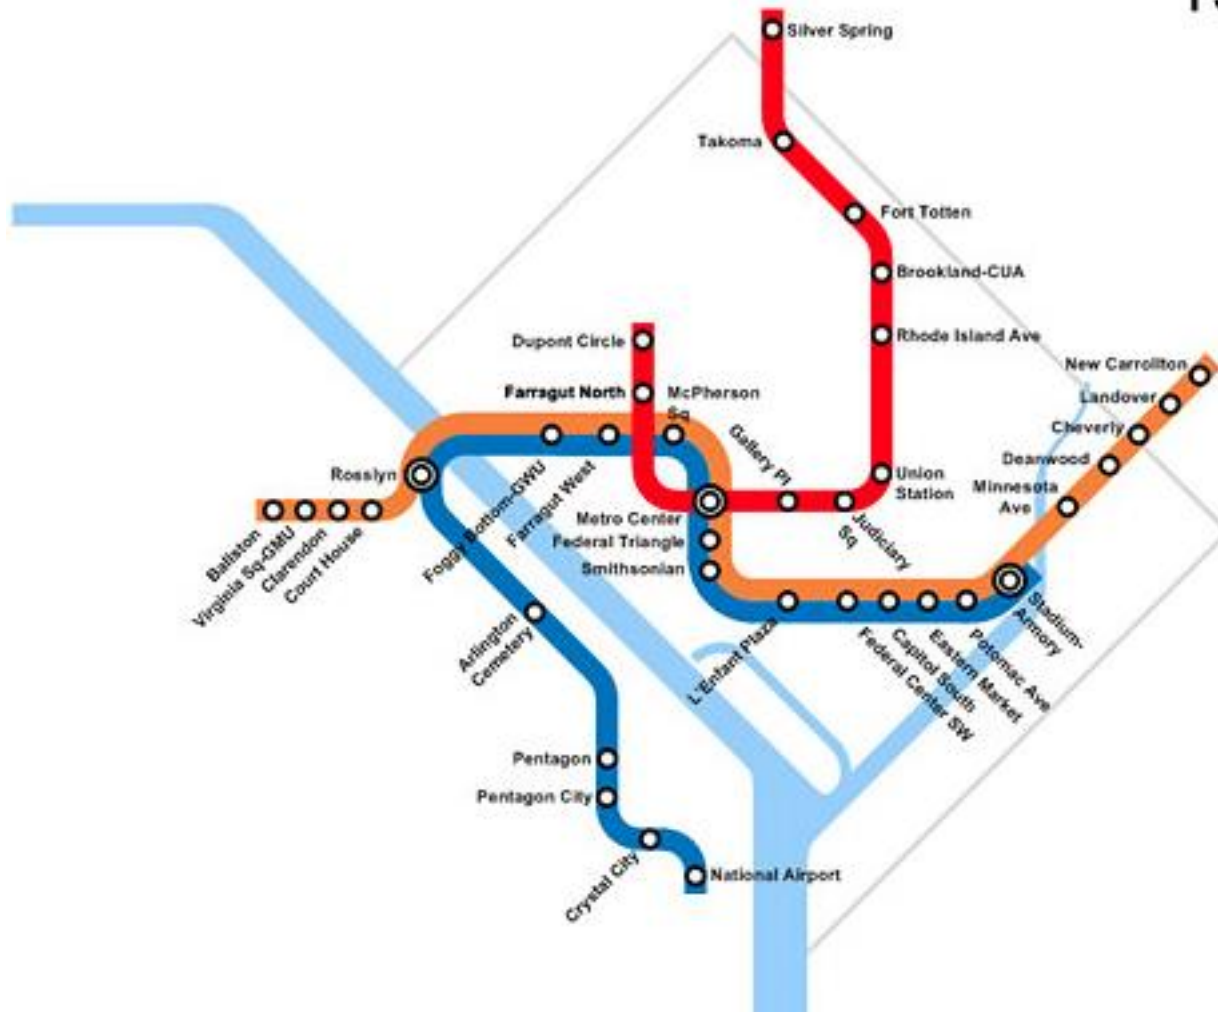 Silver Spring
Takoma
Fort Totten
Brookland-CUA
Rhode Island Ave
Dupont Circle
New Carrollton
Farragut North
McPherson
Sq
Landover
Cheverly
Gallery Pl
Deanwood
Rosslyn
Union
Station
Minnesota
Ave
Metro Center
Federal Triangle
Smithsonian
Judiciary
Sq
Ballston
Virginia Sq-GMU
Clarendon
Court House
Foggy Bottom-GWU
Farragut West
Stadium-
Armory
Arlington
Cemetery
L'Enfant Plaza
Federal Center SW
Capitol South
Eastern Market
Potomac Ave
Pentagon
Pentagon City
Crystal City
National Airport